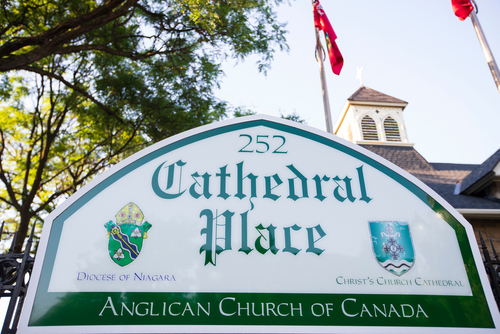 252
Cathedral
Place
Diocese of Niagara
Christ's Church Cathedral
Anglican Church of Canada